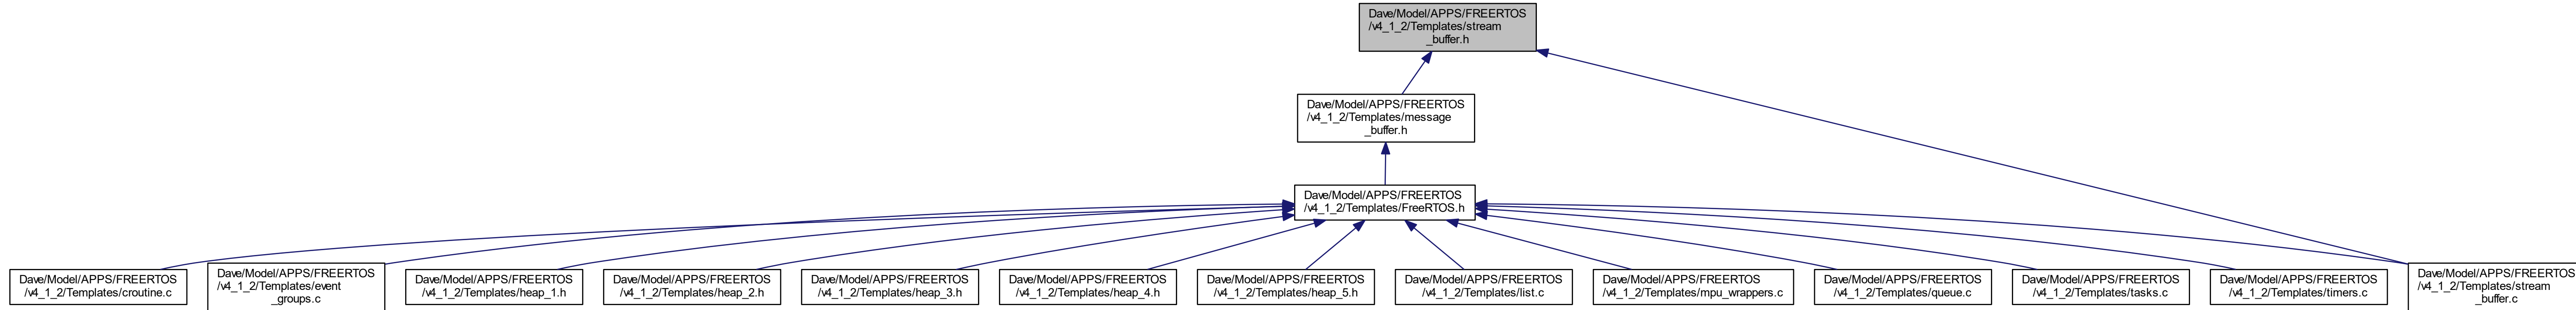 Dave/Model/APPS/FREERTOS
/v4_1_2/Templates/stream
_buffer.h
Dave/Model/APPS/FREERTOS
/v4_1_2/Templates/message
_buffer.h
Dave/Model/APPS/FREERTOS
/v4_1_2/Templates/FreeRTOS.h
Dave/Model/APPS/FREERTOS
/v4_1_2/Templates/croutine.c
Dave/Model/APPS/FREERTOS
/v4_1_2/Templates/event
_groups.c
Dave/Model/APPS/FREERTOS
/v4_1_2/Templates/heap_1.h
Dave/Model/APPS/FREERTOS
/v4_1_2/Templates/heap_2.h
Dave/Model/APPS/FREERTOS
/v4_1_2/Templates/heap_3.h
Dave/Model/APPS/FREERTOS
/v4_1_2/Templates/heap_4.h
Dave/Model/APPS/FREERTOS
/v4_1_2/Templates/heap_5.h
Dave/Model/APPS/FREERTOS
/v4_1_2/Templates/list.c
Dave/Model/APPS/FREERTOS
/v4_1_2/Templates/mpu_wrappers.c
Dave/Model/APPS/FREERTOS
/v4_1_2/Templates/queue.c
Dave/Model/APPS/FREERTOS
/v4_1_2/Templates/tasks.c
Dave/Model/APPS/FREERTOS
/v4_1_2/Templates/timers.c
Dave/Model/APPS/FREERTOS
/v4_1_2/Templates/stream
_buffer.c